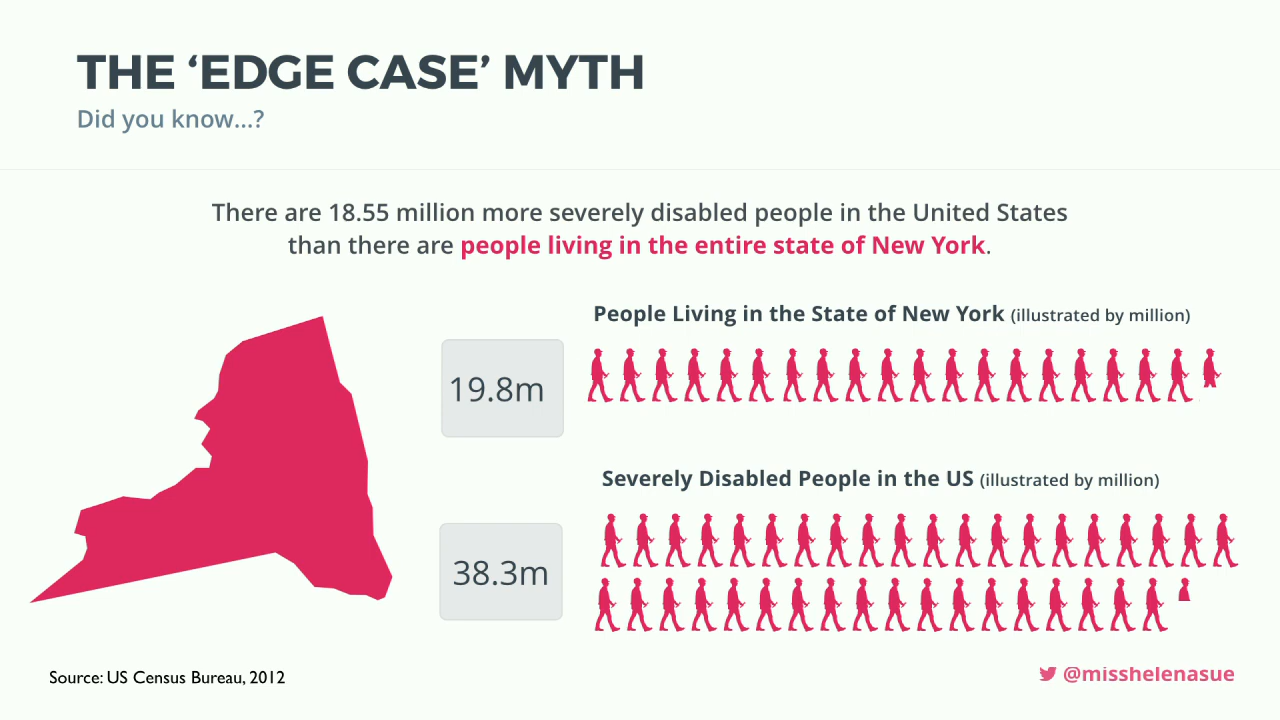 THE ‘EDGE CASE’ MYTH
Did you know...?
There are 18.55 million more severely disabled people in the United States
than there are people living in the entire state of New York.
People Living in the State of New York (illustrated by million)
19.8m
Severely Disabled People in the US (illustrated by million)
38.3m
Source: US Census Bureau, 2012
@misshelenasue